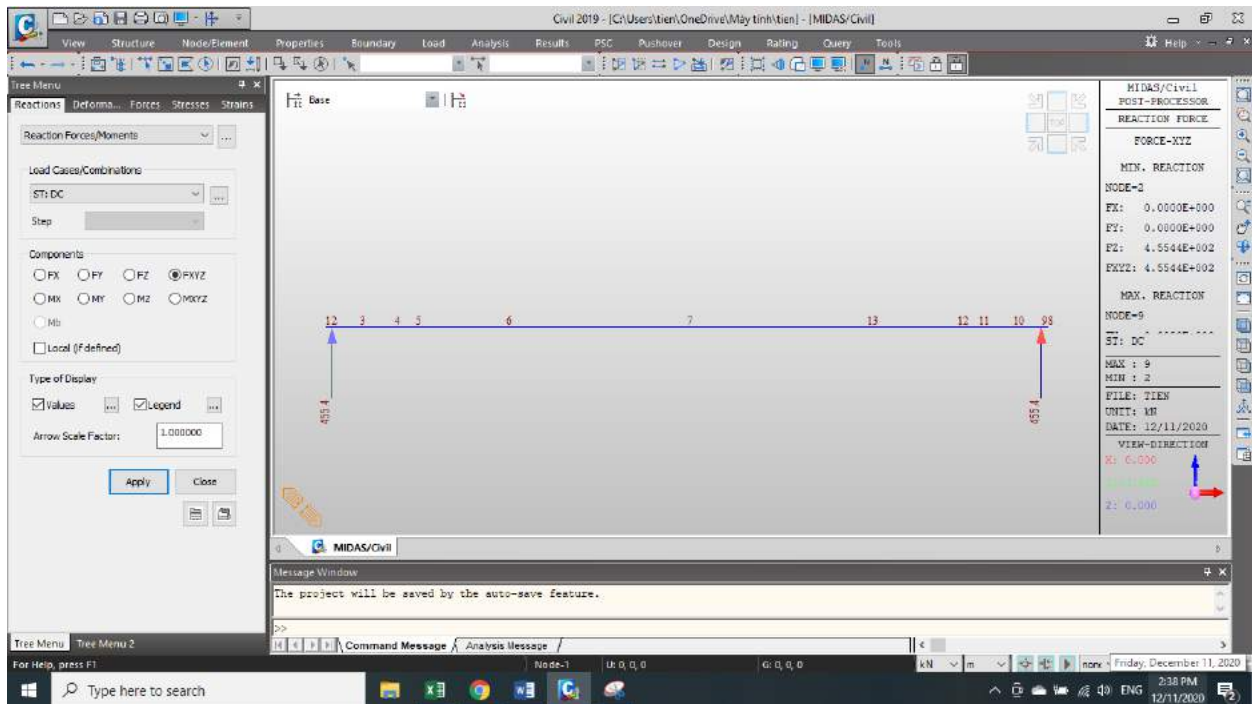 Civil 2019 - [C:\Users\tien\OneDrive\Máy tính\tien] - [MIDAS/Civil]
View Structure Node/Element Properties Boundary Load Analysis Results PSC Pushover Design Rating Query Tools Help
Tree Menu
Reactions Deforma... Forces Stresses Strains
Reaction Forces/Moments
Load Cases/Combinations
ST: DC
Step
Components
FX FY FZ FXYZ
MX MY MZ MXYZ
Mb
Local (if defined)
Type of Display
Values Legend
Arrow Scale Factor: 1.000000
Apply Close
Tree Menu Tree Menu 2
Base
TOP
12 3 4 5 6 7 13 12 11 10 98
455.4 455.4
MIDAS/Civil
POST-PROCESSOR
REACTION FORCE
FORCE-XYZ
MIN. REACTION
NODE=2
FX: 0.0000E+000
FY: 0.0000E+000
FZ: 4.5544E+002
FXYZ: 4.5544E+002
MAX. REACTION
NODE=9
ST: DC
MAX : 9
MIN : 2
FILE: TIEN
UNIT: kN
DATE: 12/11/2020
VIEW-DIRECTION
X: 0.000
Z: 0.000
MIDAS/Civil
Message Window
The project will be saved by the auto-save feature.
>>
Command Message Analysis Message
For Help, press F1
Node-1
U: 0, 0, 0
G: 0, 0, 0
kN m
Friday, December 11, 2020
Type here to search
ENG
2:38 PM
12/11/2020
2